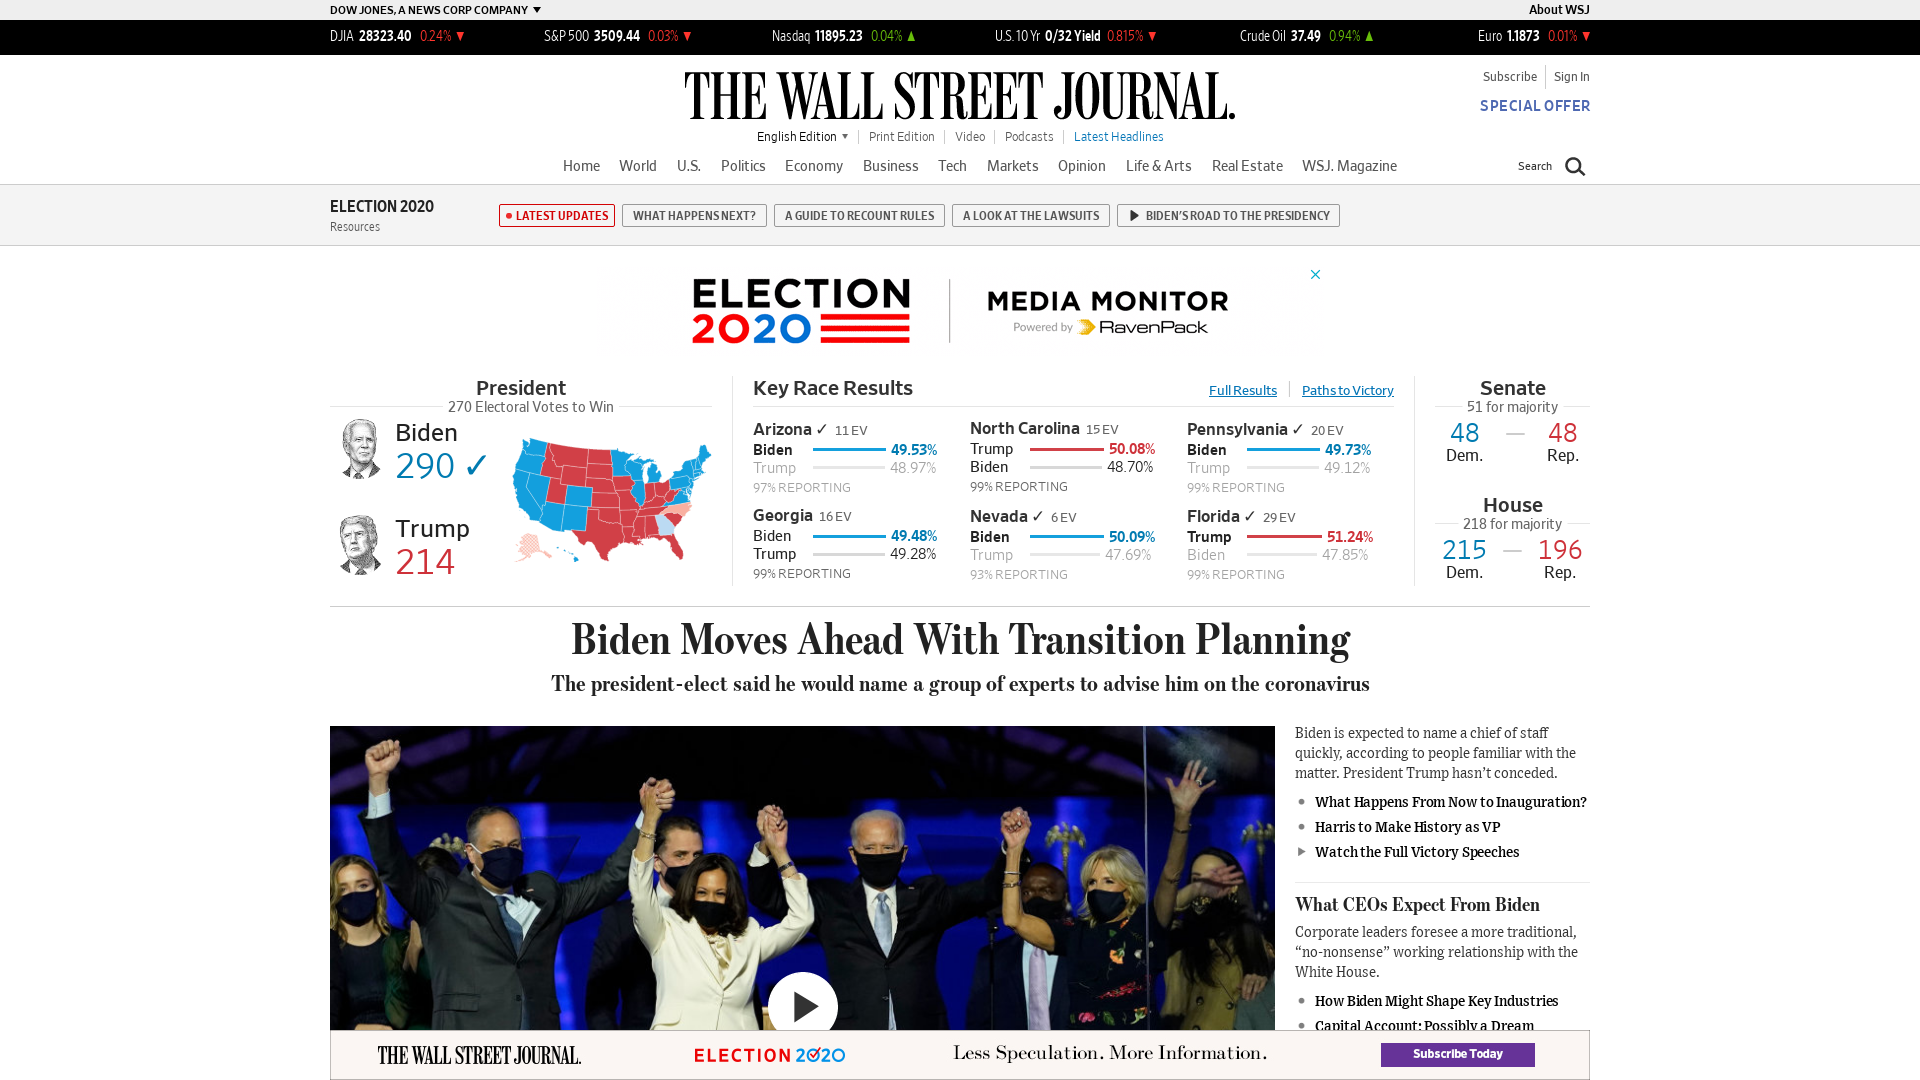 DOW JONES, A NEWS CORP COMPANY
About WSJ
DJIA 28323.40 0.24%
S&P 500 3509.44 0.03%
Nasdaq 11895.23 0.04%
U.S. 10 Yr 0/32 Yield 0.815%
Crude Oil 37.49 0.94%
Euro 1.1873 0.01%
THE WALL STREET JOURNAL.
Subscribe
Sign In
SPECIAL OFFER
English Edition
Print Edition
Video
Podcasts
Latest Headlines
Home
World
U.S.
Politics
Economy
Business
Tech
Markets
Opinion
Life & Arts
Real Estate
WSJ. Magazine
Search
ELECTION 2020
Resources
LATEST UPDATES
WHAT HAPPENS NEXT?
A GUIDE TO RECOUNT RULES
A LOOK AT THE LAWSUITS
BIDEN’S ROAD TO THE PRESIDENCY
ELECTION
2020
MEDIA MONITOR
Powered by RavenPack
President
270 Electoral Votes to Win
Biden
290 ✓
Trump
214
Key Race Results
Full Results
Paths to Victory
Arizona ✓ 11 EV
Biden 49.53%
Trump 48.97%
97% REPORTING
North Carolina 15 EV
Trump 50.08%
Biden 48.70%
99% REPORTING
Pennsylvania ✓ 20 EV
Biden 49.73%
Trump 49.12%
99% REPORTING
Georgia 16 EV
Biden 49.48%
Trump 49.28%
99% REPORTING
Nevada ✓ 6 EV
Biden 50.09%
Trump 47.69%
93% REPORTING
Florida ✓ 29 EV
Trump 51.24%
Biden 47.85%
99% REPORTING
Senate
51 for majority
48 — 48
Dem. Rep.
House
218 for majority
215 — 196
Dem. Rep.
Biden Moves Ahead With Transition Planning
The president-elect said he would name a group of experts to advise him on the coronavirus
Biden is expected to name a chief of staff
quickly, according to people familiar with the
matter. President Trump hasn’t conceded.
What Happens From Now to Inauguration?
Harris to Make History as VP
Watch the Full Victory Speeches
What CEOs Expect From Biden
Corporate leaders foresee a more traditional,
“no-nonsense” working relationship with the
White House.
How Biden Might Shape Key Industries
Capital Account: Possibly a Dream
THE WALL STREET JOURNAL.
ELECTION 2020
Less Speculation. More Information.
Subscribe Today